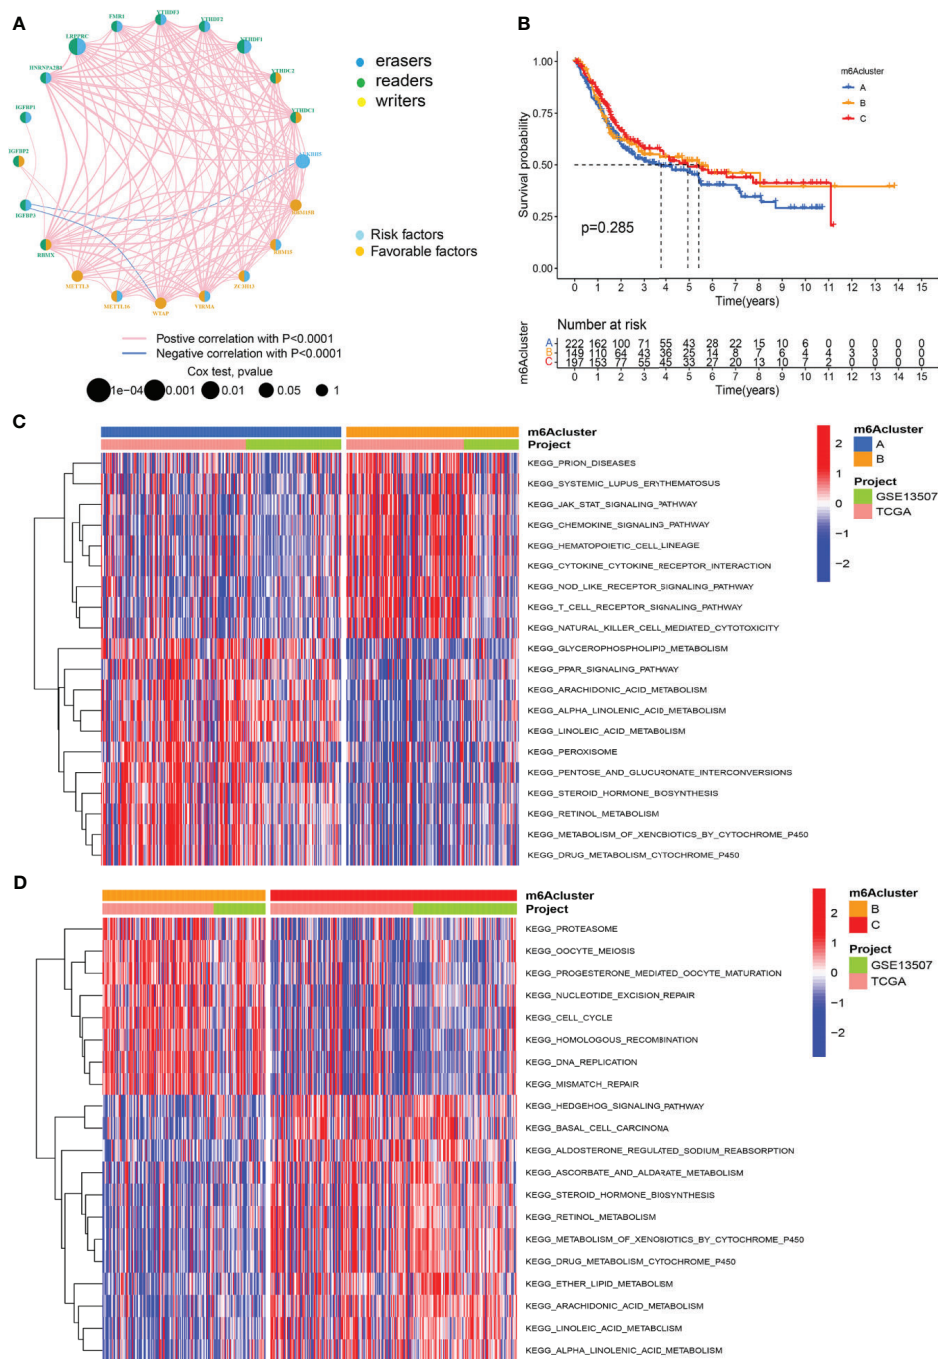 A
FMR1
YTHDF3
YTHDF2
YTHDF1
LRPPRC
HNRNPA2B1
YTHDC2
YTHDC1
IGFBP1
IGFBP2
IGFBP3
ALKBH5
RBM15B
RBM15
RBMX
METTL3
METTL16
WTAP
VIRMA
ZC3H13
erasers
readers
writers
Risk factors
Favorable factors
Postive correlation with P<0.0001
Negative correlation with P<0.0001
Cox test, pvalue
1e−04 0.001 0.01 0.05 1
B
m6Acluster
A
B
C
Survival probability
1.00
0.75
0.50
0.25
0.00
p=0.285
0 1 2 3 4 5 6 7 8 9 10 11 12 13 14 15
Time(years)
Number at risk
m6Acluster
A 222 162 100 71 55 43 28 22 15 10 6 0 0 0 0 0
B 149 110 64 43 36 25 14 8 7 6 4 4 3 3 0 0
C 197 153 77 55 45 33 27 20 13 10 7 2 0 0 0 0
0 1 2 3 4 5 6 7 8 9 10 11 12 13 14 15
Time(years)
C
m6Acluster
Project
KEGG_PRION_DISEASES
KEGG_SYSTEMIC_LUPUS_ERYTHEMATOSUS
KEGG_JAK_STAT_SIGNALING_PATHWAY
KEGG_CHEMOKINE_SIGNALING_PATHWAY
KEGG_HEMATOPOIETIC_CELL_LINEAGE
KEGG_CYTOKINE_CYTOKINE_RECEPTOR_INTERACTION
KEGG_NOD_LIKE_RECEPTOR_SIGNALING_PATHWAY
KEGG_T_CELL_RECEPTOR_SIGNALING_PATHWAY
KEGG_NATURAL_KILLER_CELL_MEDIATED_CYTOTOXICITY
KEGG_GLYCEROPHOSPHOLIPID_METABOLISM
KEGG_PPAR_SIGNALING_PATHWAY
KEGG_ARACHIDONIC_ACID_METABOLISM
KEGG_ALPHA_LINOLENIC_ACID_METABOLISM
KEGG_LINOLEIC_ACID_METABOLISM
KEGG_PEROXISOME
KEGG_PENTOSE_AND_GLUCURONATE_INTERCONVERSIONS
KEGG_STEROID_HORMONE_BIOSYNTHESIS
KEGG_RETINOL_METABOLISM
KEGG_METABOLISM_OF_XENOBIOTICS_BY_CYTOCHROME_P450
KEGG_DRUG_METABOLISM_CYTOCHROME_P450
2
1
0
−1
−2
m6Acluster
A
B
Project
GSE13507
TCGA
D
m6Acluster
Project
KEGG_PROTEASOME
KEGG_OOCYTE_MEIOSIS
KEGG_PROGESTERONE_MEDIATED_OOCYTE_MATURATION
KEGG_NUCLEOTIDE_EXCISION_REPAIR
KEGG_CELL_CYCLE
KEGG_HOMOLOGOUS_RECOMBINATION
KEGG_DNA_REPLICATION
KEGG_MISMATCH_REPAIR
KEGG_HEDGEHOG_SIGNALING_PATHWAY
KEGG_BASAL_CELL_CARCINOMA
KEGG_ALDOSTERONE_REGULATED_SODIUM_REABSORPTION
KEGG_ASCORBATE_AND_ALDARATE_METABOLISM
KEGG_STEROID_HORMONE_BIOSYNTHESIS
KEGG_RETINOL_METABOLISM
KEGG_METABOLISM_OF_XENOBIOTICS_BY_CYTOCHROME_P450
KEGG_DRUG_METABOLISM_CYTOCHROME_P450
KEGG_ETHER_LIPID_METABOLISM
KEGG_ARACHIDONIC_ACID_METABOLISM
KEGG_LINOLEIC_ACID_METABOLISM
KEGG_ALPHA_LINOLENIC_ACID_METABOLISM
2
1
0
−1
−2
m6Acluster
B
C
Project
GSE13507
TCGA